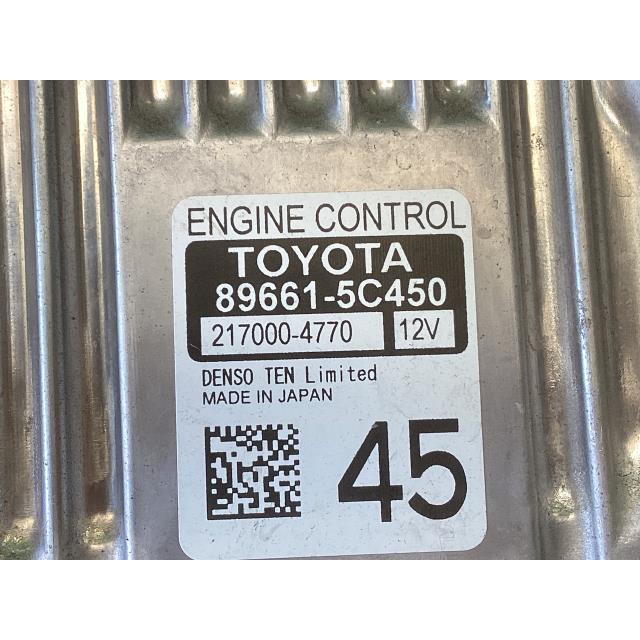 ENGINE CONTROL
TOYOTA
89661-5C450
217000-4770 12V
DENSO TEN Limited
MADE IN JAPAN
45